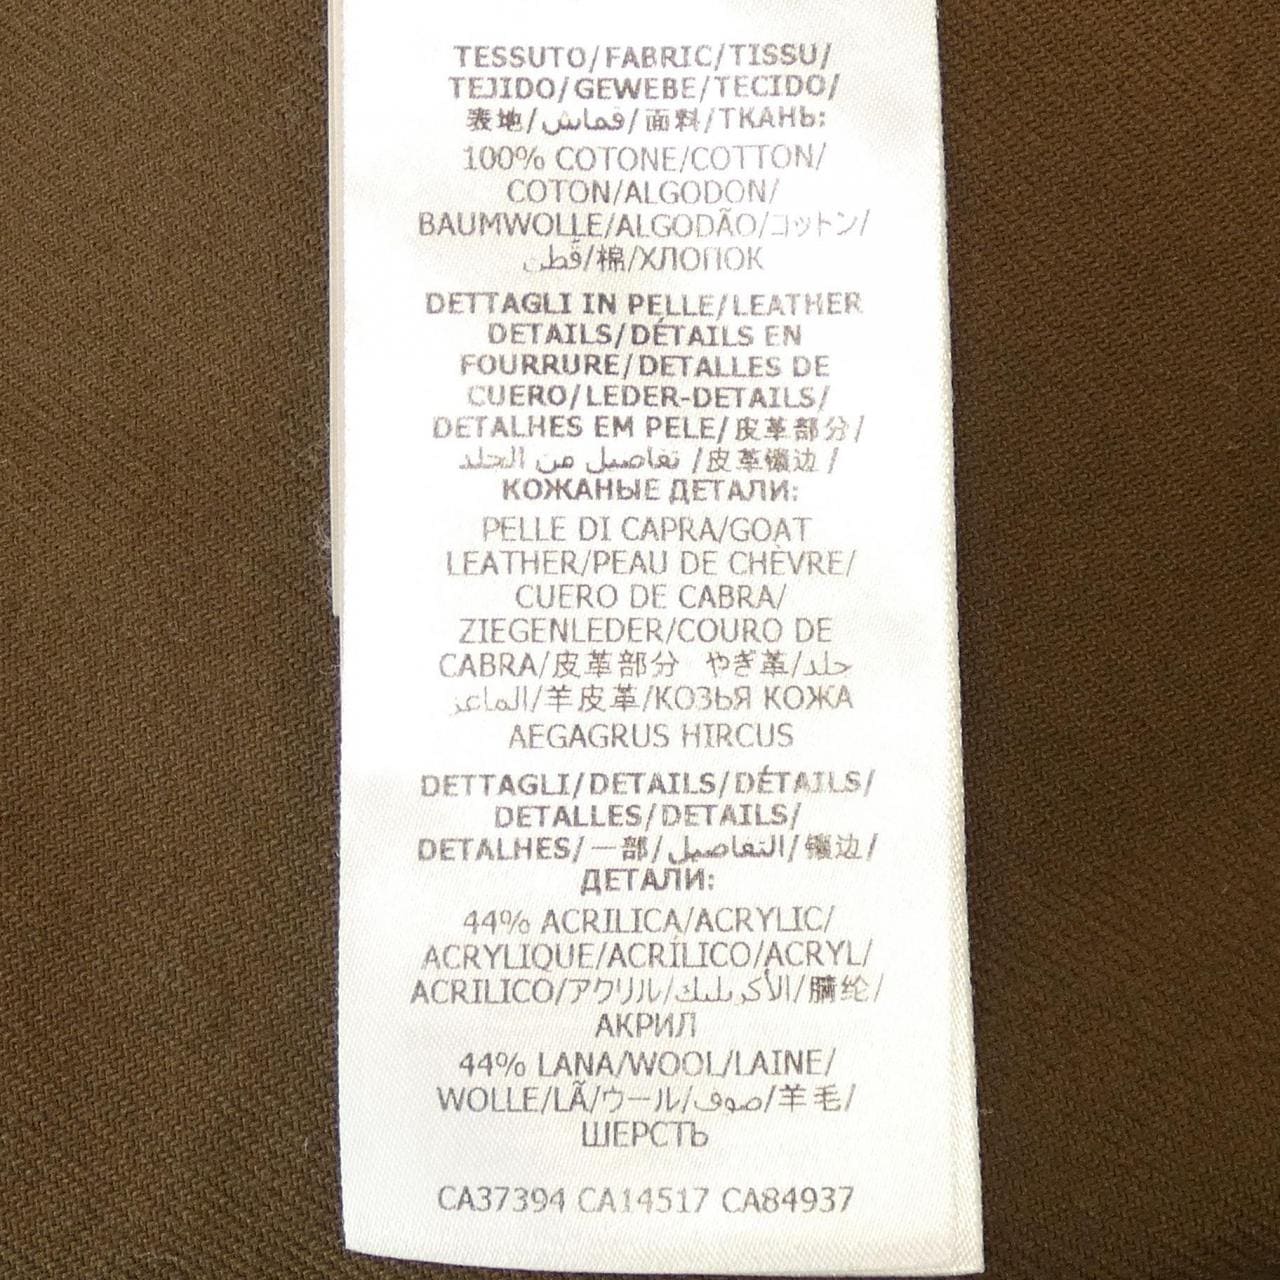 TESSUTO/FABRIC/TISSU/
TEJIDO/GEWEBE/TECIDO/
表地/قماش/面料/ТКАНЬ:
100% COTONE/COTTON/
COTON/ALGODON/
BAUMWOLLE/ALGODÃO/コットン/
قُطن/棉/ХЛОПОК
DETTAGLI IN PELLE/LEATHER
DETAILS/DÉTAILS EN
FOURRURE/DETALLES DE
CUERO/LEDER-DETAILS/
DETALHES EM PELE/皮革部分/
تفاصيل من الجلد /皮革镶边 /
КОЖАНЫЕ ДЕТАЛИ:
PELLE DI CAPRA/GOAT
LEATHER/PEAU DE CHÈVRE/
CUERO DE CABRA/
ZIEGENLEDER/COURO DE
CABRA/皮革部分 やぎ革/جلد
الماعز/羊皮革/КОЗЬЯ КОЖА
AEGAGRUS HIRCUS
DETTAGLI/DETAILS/DÉTAILS/
DETALLES/DETAILS/
DETALHES/一部/التفاصيل/镶边/
ДЕТАЛИ:
44% ACRILICA/ACRYLIC/
ACRYLIQUE/ACRÍLICO/ACRYL/
ACRILICO/アクリル/الأكريليك/腈纶/
АКРИЛ
44% LANA/WOOL/LAINE/
WOLLE/LÃ/ウール/صوف/羊毛/
ШЕРСТЬ
CA37394 CA14517 CA84937